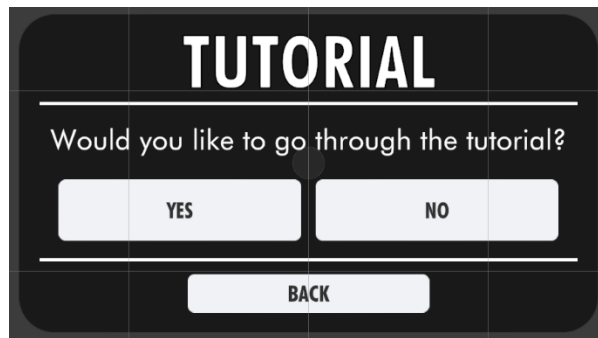 TUTORIAL
Would you like to go through the tutorial?
YES NO
BACK